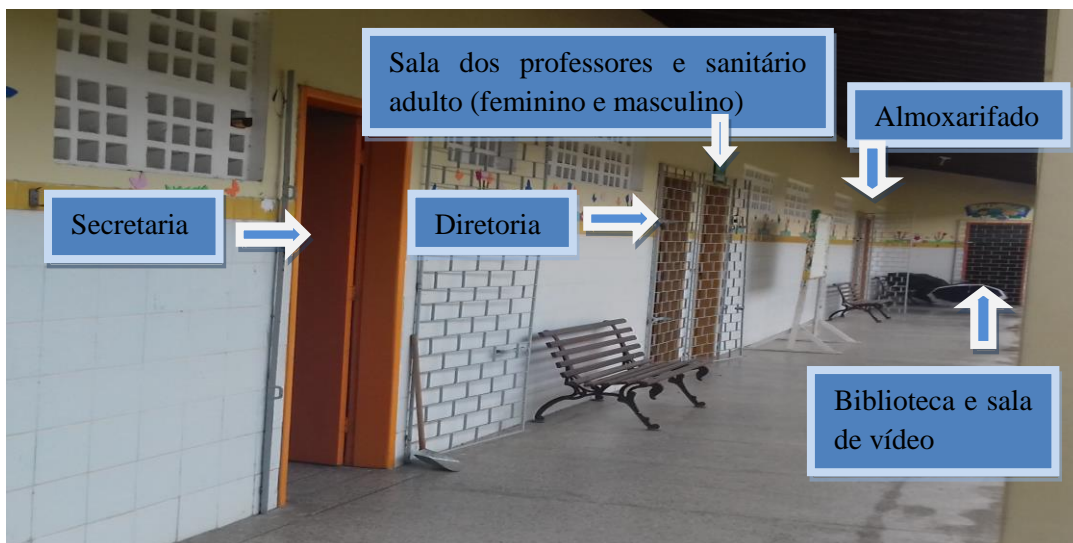 Sala dos professores e sanitário
adulto (feminino e masculino)
Almoxarifado
Secretaria
Diretoria
Biblioteca e sala
de vídeo